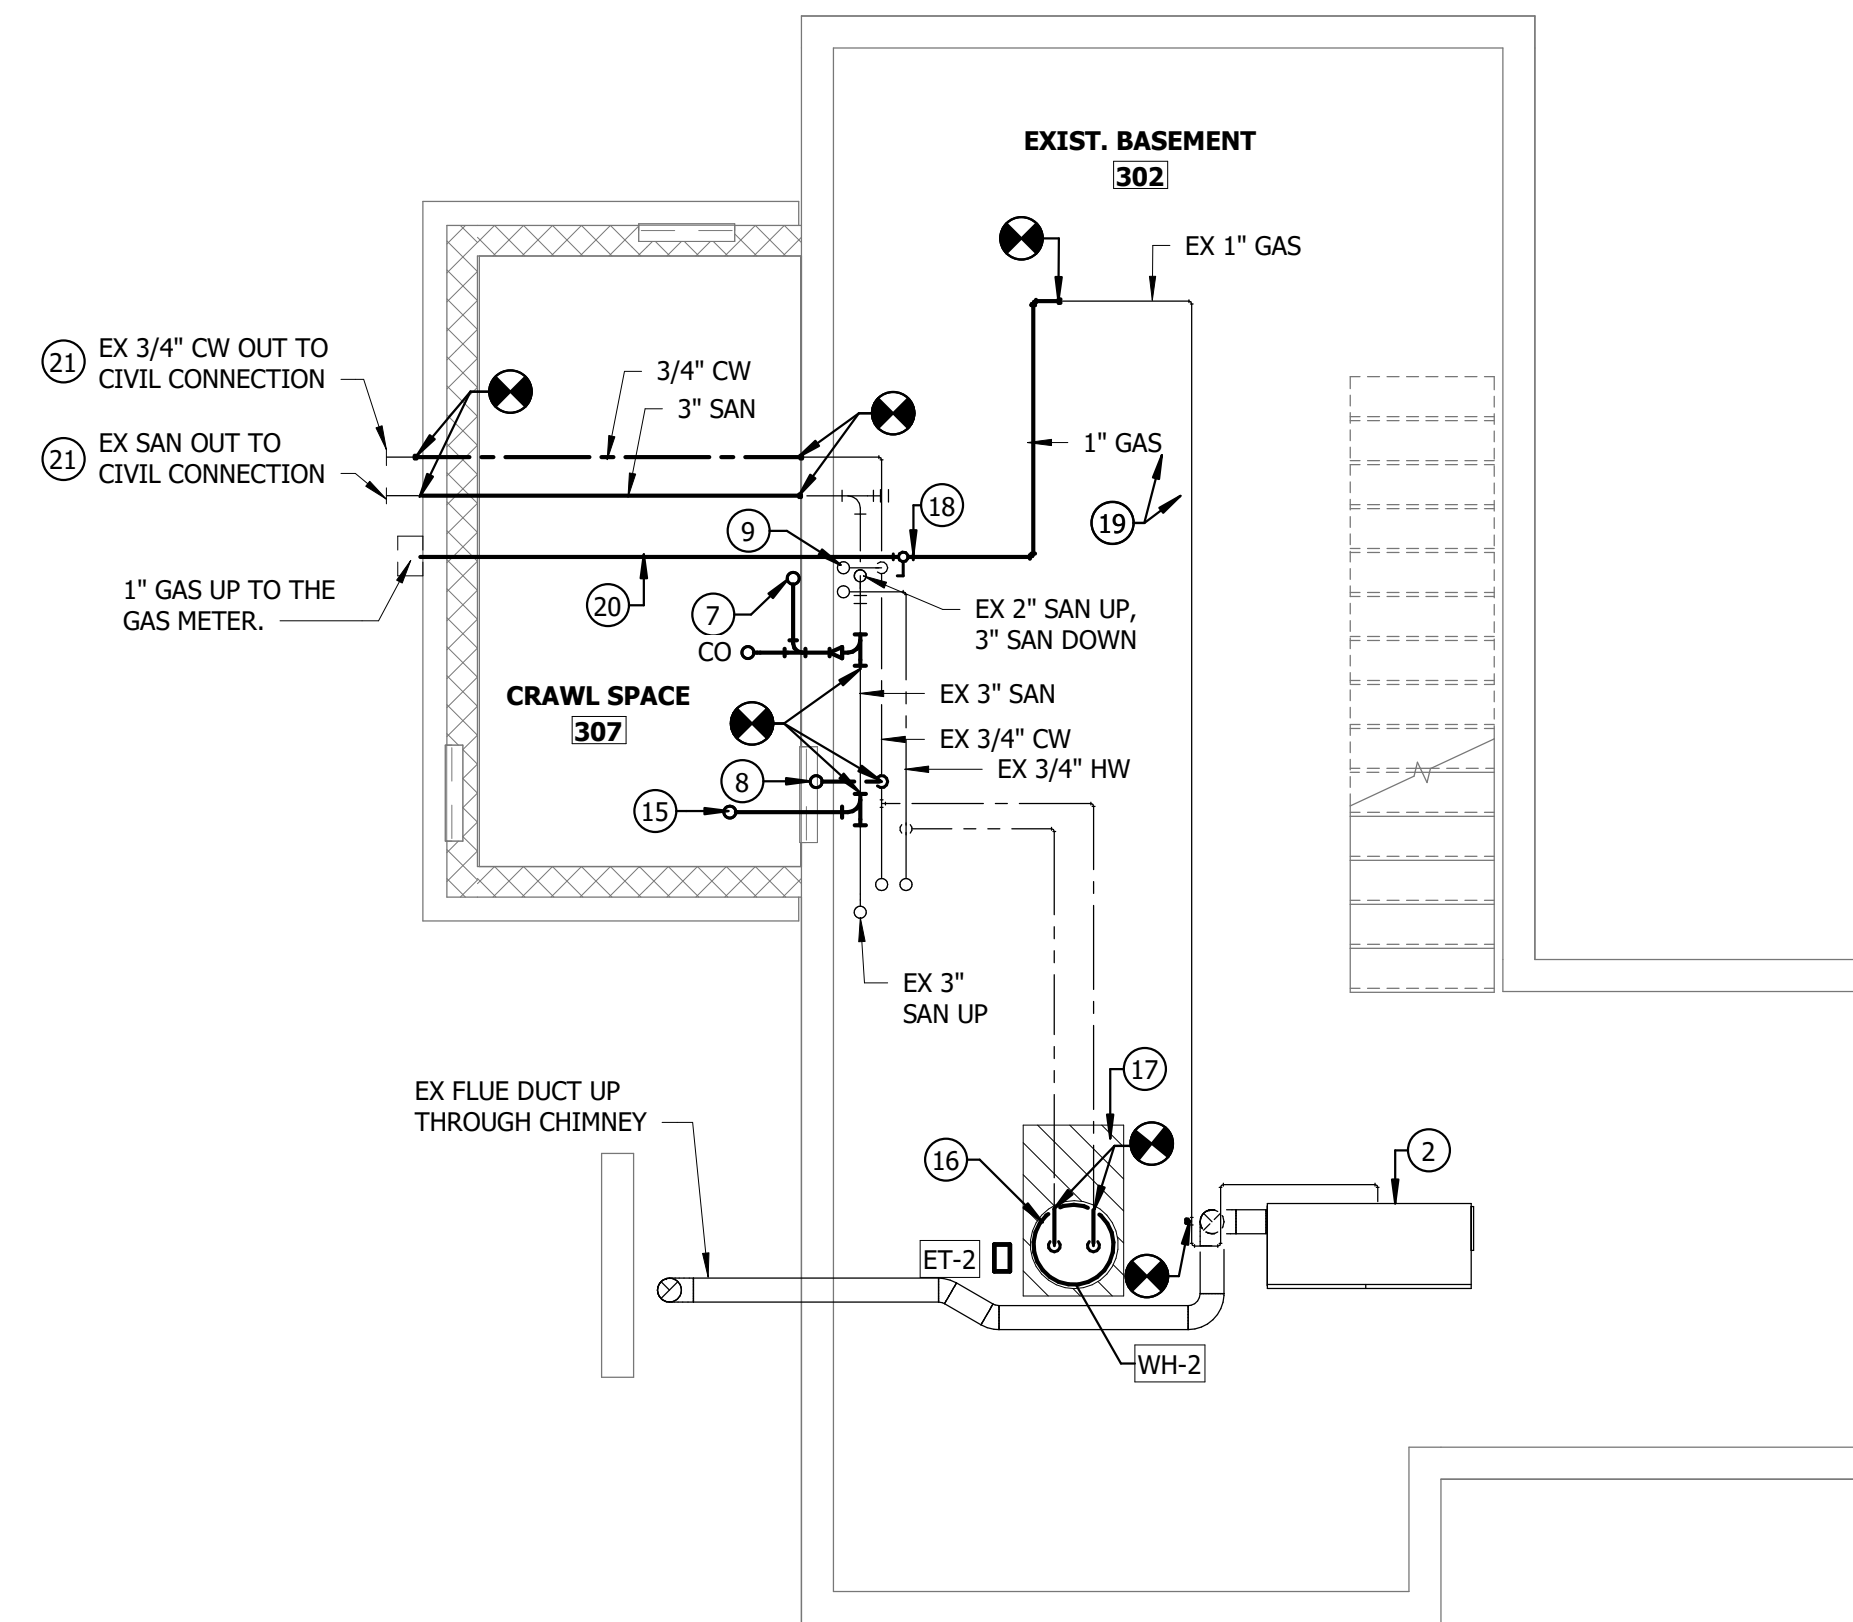 EXIST. BASEMENT
302
EX 1" GAS
21
EX 3/4" CW OUT TO
CIVIL CONNECTION
3/4" CW
3" SAN
21
EX SAN OUT TO
CIVIL CONNECTION
1" GAS
18
19
9
1" GAS UP TO THE
GAS METER.
20
7
EX 2" SAN UP,
3" SAN DOWN
CO
CRAWL SPACE
307
EX 3" SAN
EX 3/4" CW
EX 3/4" HW
8
15
EX 3"
SAN UP
17
EX FLUE DUCT UP
THROUGH CHIMNEY
16
2
ET-2
WH-2